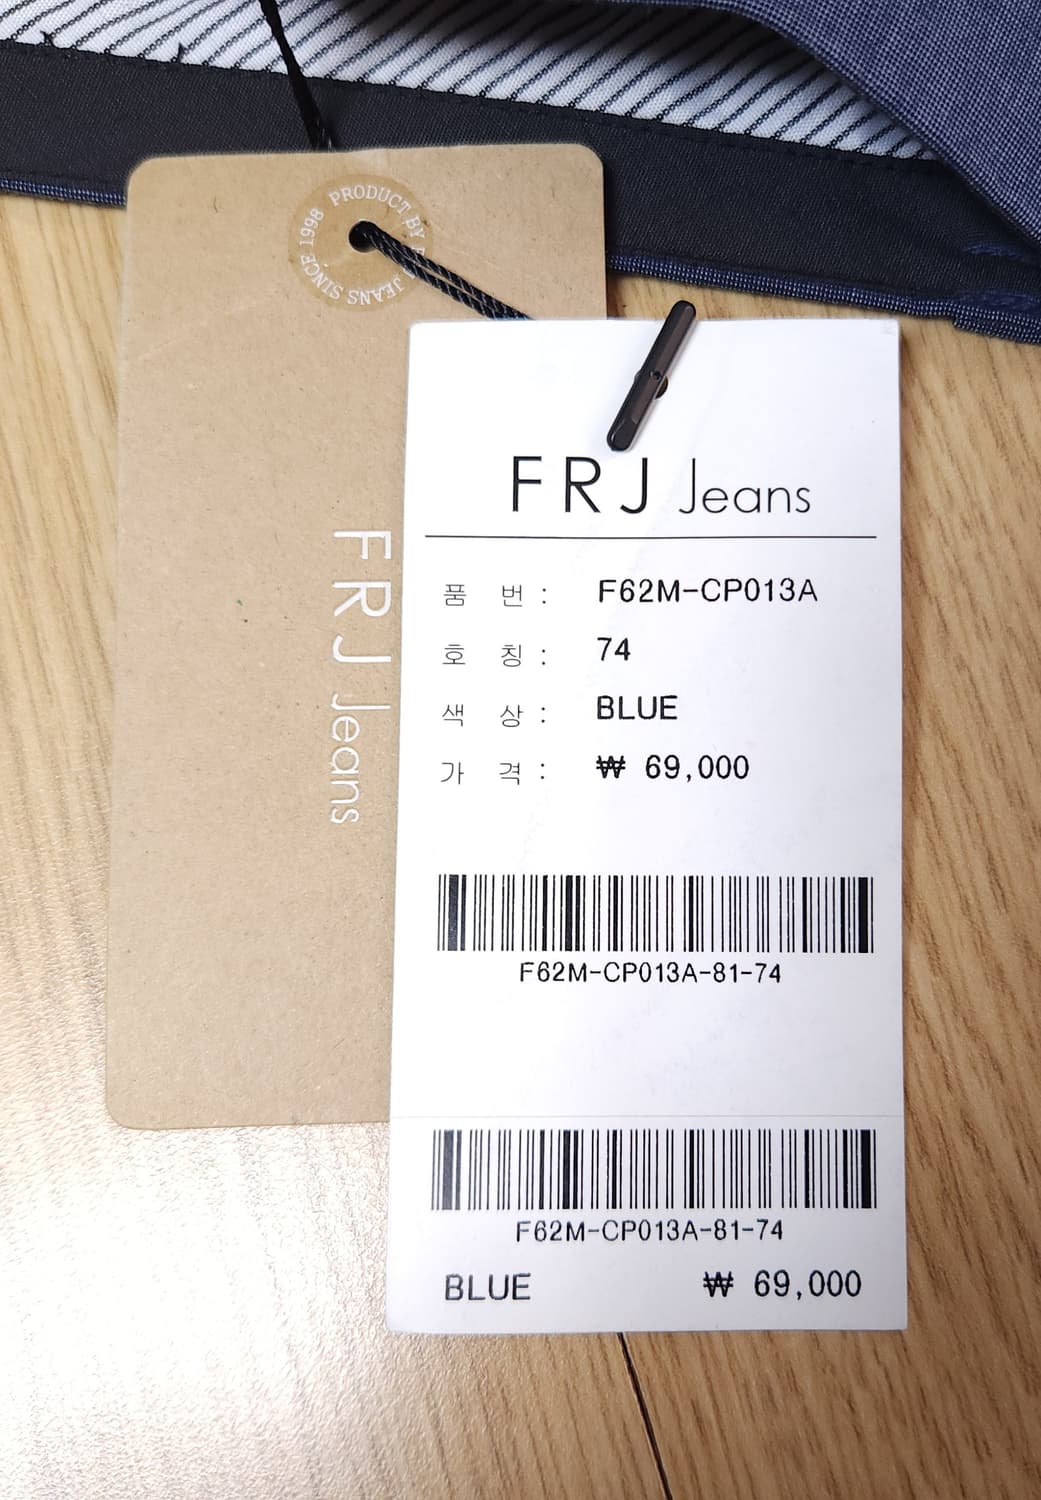 PRODUCT BY JEANS SINCE 1998
FRJ Jeans
FRJ Jeans
품 번 : F62M-CP013A
호 칭 : 74
색 상 : BLUE
가 격 : ₩ 69,000
F62M-CP013A-81-74
F62M-CP013A-81-74
BLUE ₩ 69,000